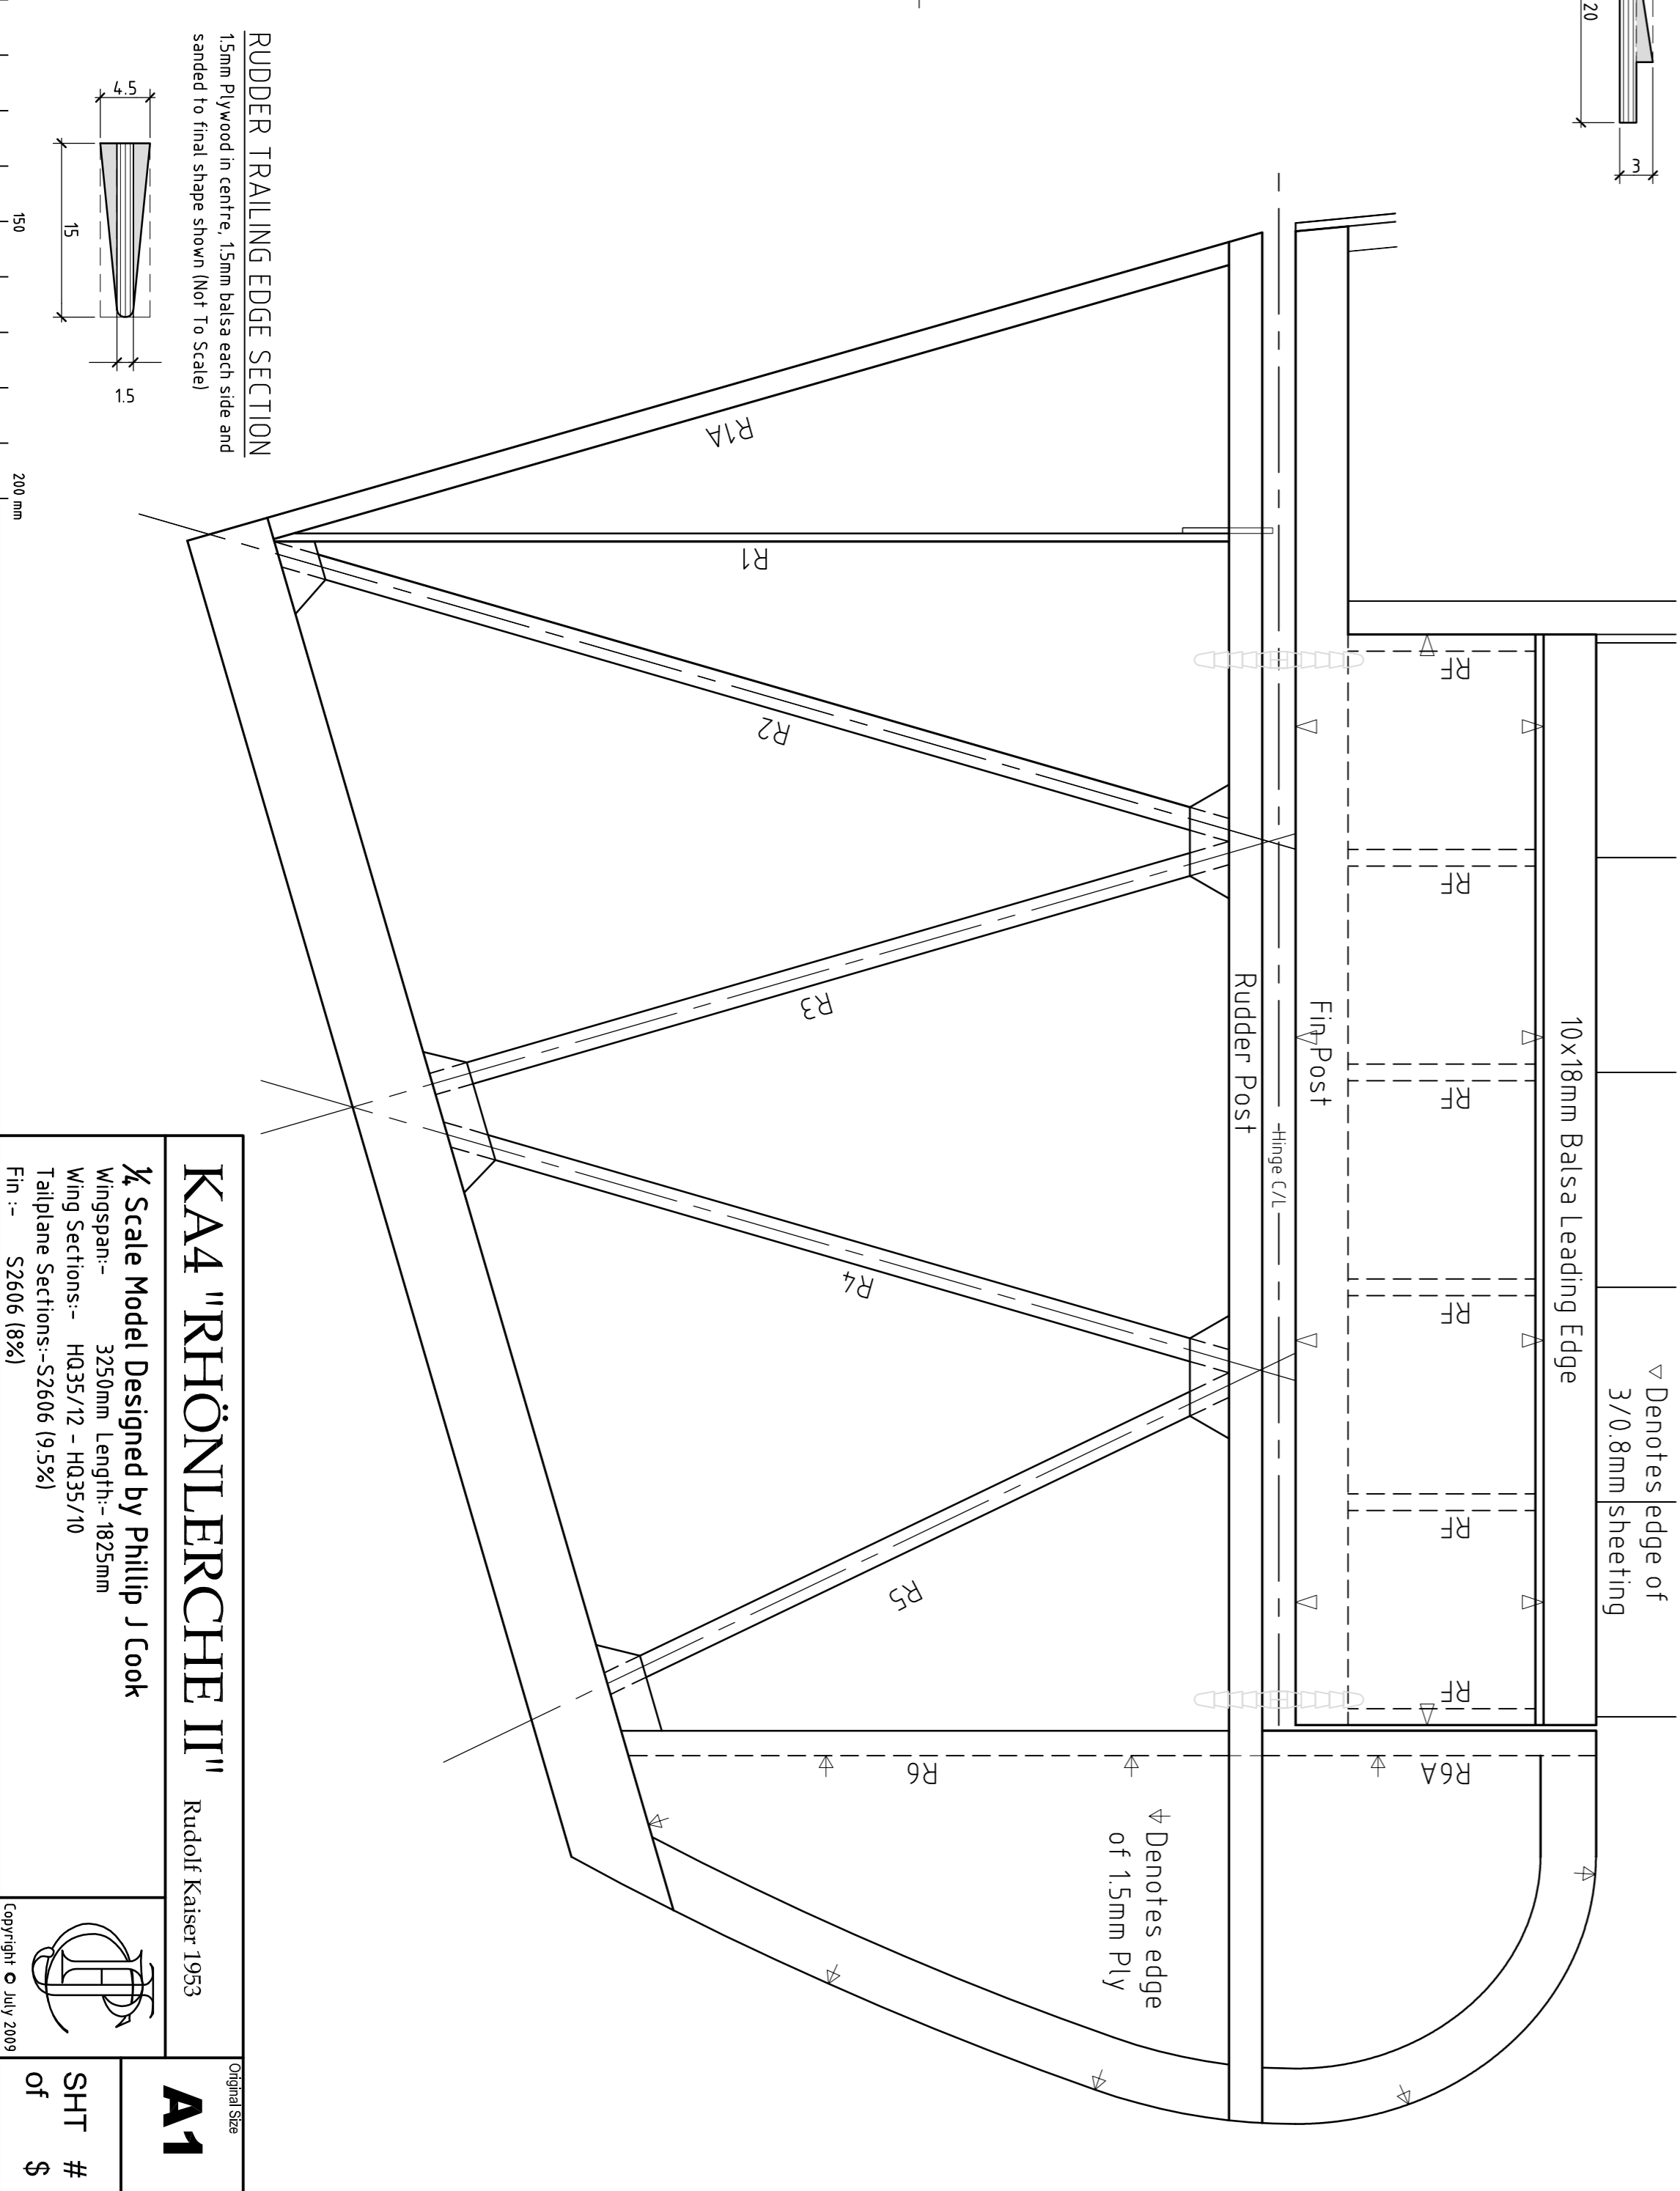 20
3
RUDDER TRAILING EDGE SECTION
1.5mm Plywood in centre, 1.5mm balsa each side and
sanded to final shape shown (Not To Scale)
4.5
15
1.5
150
200 mm
R1A
R1
R2
R3
R4
R5
R6
R6A
RF
RF
RF
RF
RF
RF
Rudder Post
Hinge C/L
Fin Post
10x18mm Balsa Leading Edge
Denotes edge of
3/0.8mm sheeting
Denotes edge
of 1.5mm Ply
KA4 "RHÖNLERCHE II" Rudolf Kaiser 1953
¼ Scale Model Designed by Phillip J Cook
Wingspan:- 3250mm Length:- 1825mm
Wing Sections:- HQ35/12 - HQ35/10
Tailplane Sections:-S2606 (9.5%)
Fin :- S2606 (8%)
Copyright © July 2009
Original Size
A1
SHT #
of $